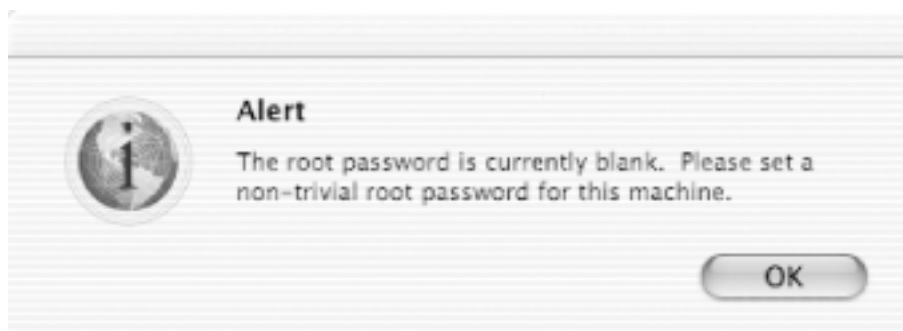 Alert
The root password is currently blank. Please set a
non-trivial root password for this machine.
OK